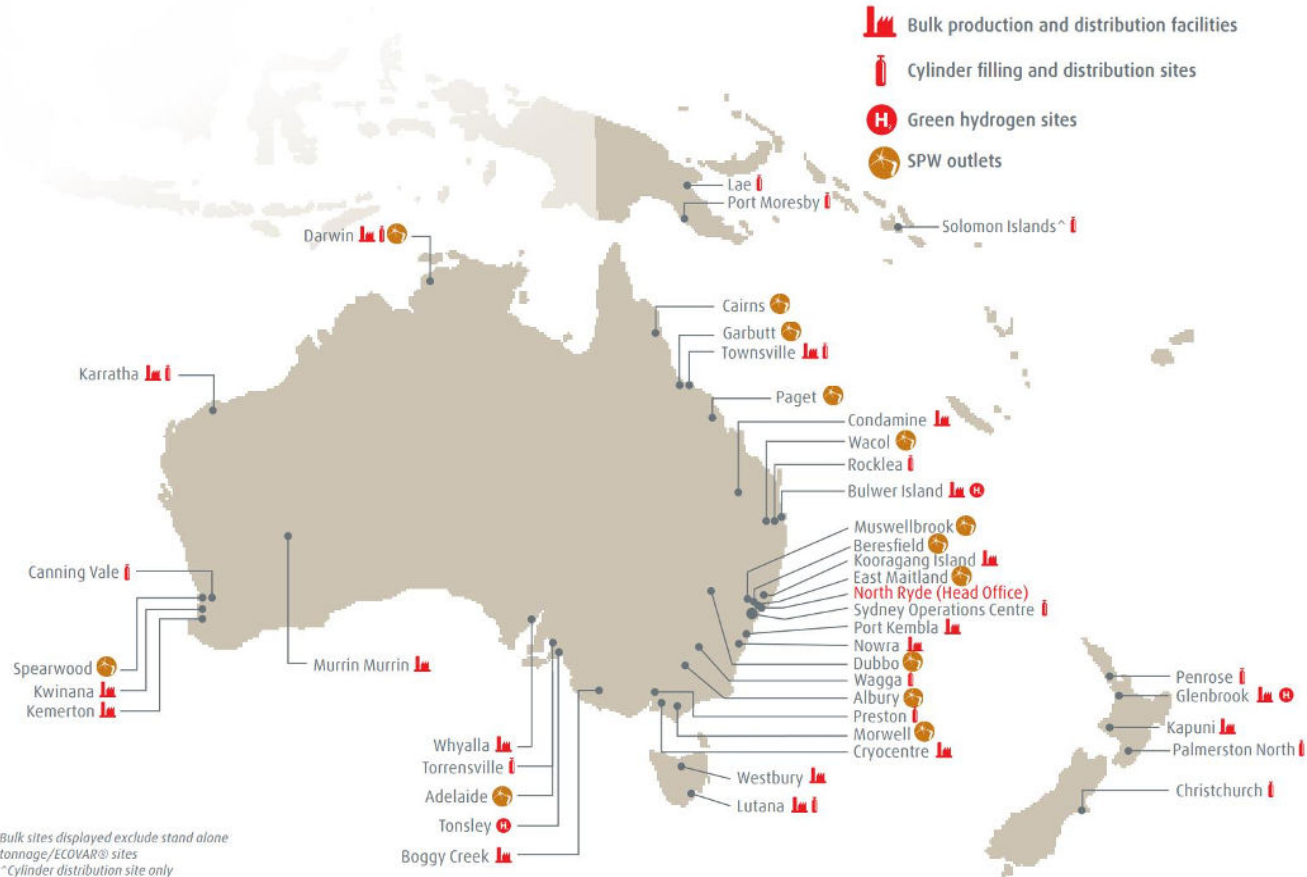 Bulk production and distribution facilities
Cylinder filling and distribution sites
H₂ Green hydrogen sites
SPW outlets
Lae
Port Moresby
Solomon Islands^
Darwin
Cairns
Garbutt
Townsville
Karratha
Paget
Condamine
Wacol
Rocklea
Bulwer Island H₂
Muswellbrook
Beresfield
Kooragang Island
East Maitland
North Ryde (Head Office)
Sydney Operations Centre
Port Kembla
Nowra
Dubbo
Wagga
Albury
Preston
Morwell
Cryocentre
Canning Vale
Spearwood
Kwinana
Kemerton
Murrin Murrin
Whyalla
Torrensville
Adelaide
Tonsley H₂
Boggy Creek
Westbury
Lutana
Penrose
Glenbrook H₂
Kapuni
Palmerston North
Christchurch
Bulk sites displayed exclude stand alone
tonnage/ECOVAR® sites
^Cylinder distribution site only